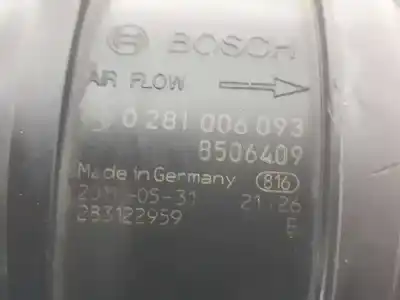 BOSCH
AIR FLOW
0 281 006 093
8506409
Made in Germany 816
21:26
283122959 E